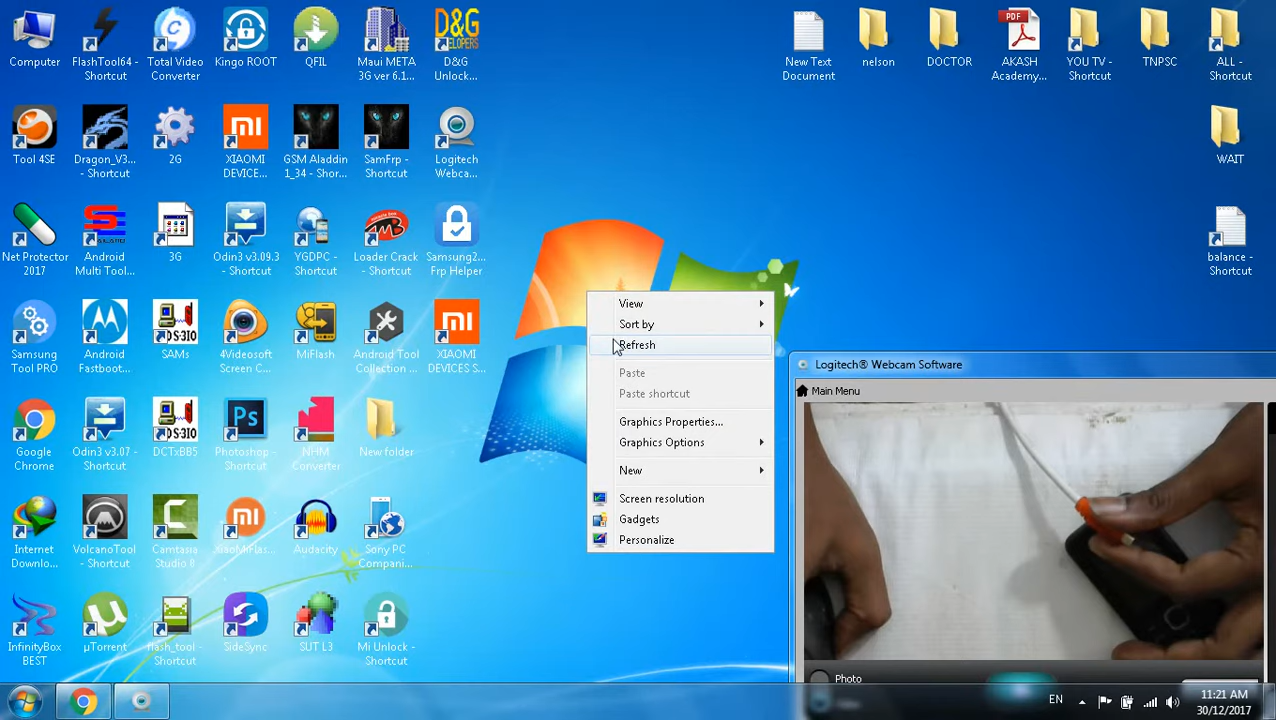 Computer
FlashTool64 -
Shortcut
Total Video
Converter
Kingo ROOT
QFIL
Maui META
3G ver 6.1...
D&G
ELOPERS
D&G
Unlock...
New Text
Document
nelson
DOCTOR
PDF
AKASH
Academy...
YOU TV -
Shortcut
TNPSC
ALL -
Shortcut
Tool 4SE
Dragon_V3...
- Shortcut
2G
XIAOMI
DEVICE...
GSM Aladdin
1_34 - Shor...
SamFrp -
Shortcut
Logitech
Webca...
WAIT
Net Protector
2017
Android
Multi Tool...
3G
Odin3 v3.09.3
- Shortcut
YGDPC -
Shortcut
Loader Crack
- Shortcut
Samsung2...
Frp Helper
balance -
Shortcut
Samsung
Tool PRO
Android
Fastboot...
SAMs
4Videosoft
Screen C...
MiFlash
Android Tool
Collection ...
XIAOMI
DEVICES S...
Google
Chrome
Odin3 v3.07 -
Shortcut
DCTxBB5
Ps
Photoshop -
Shortcut
NHM
Converter
New folder
Internet
Downlo...
VolcanoTool
- Shortcut
Camtasia
Studio 8
XiaoMiFlas...
Audacity
Sony PC
Compani...
InfinityBox
BEST
µTorrent
flash_tool -
Shortcut
SideSync
SUT L3
Mi Unlock -
Shortcut
View
Sort by
Refresh
Paste
Paste shortcut
Graphics Properties...
Graphics Options
New
Screen resolution
Gadgets
Personalize
Logitech® Webcam Software
Main Menu
Photo
EN
11:21 AM
30/12/2017